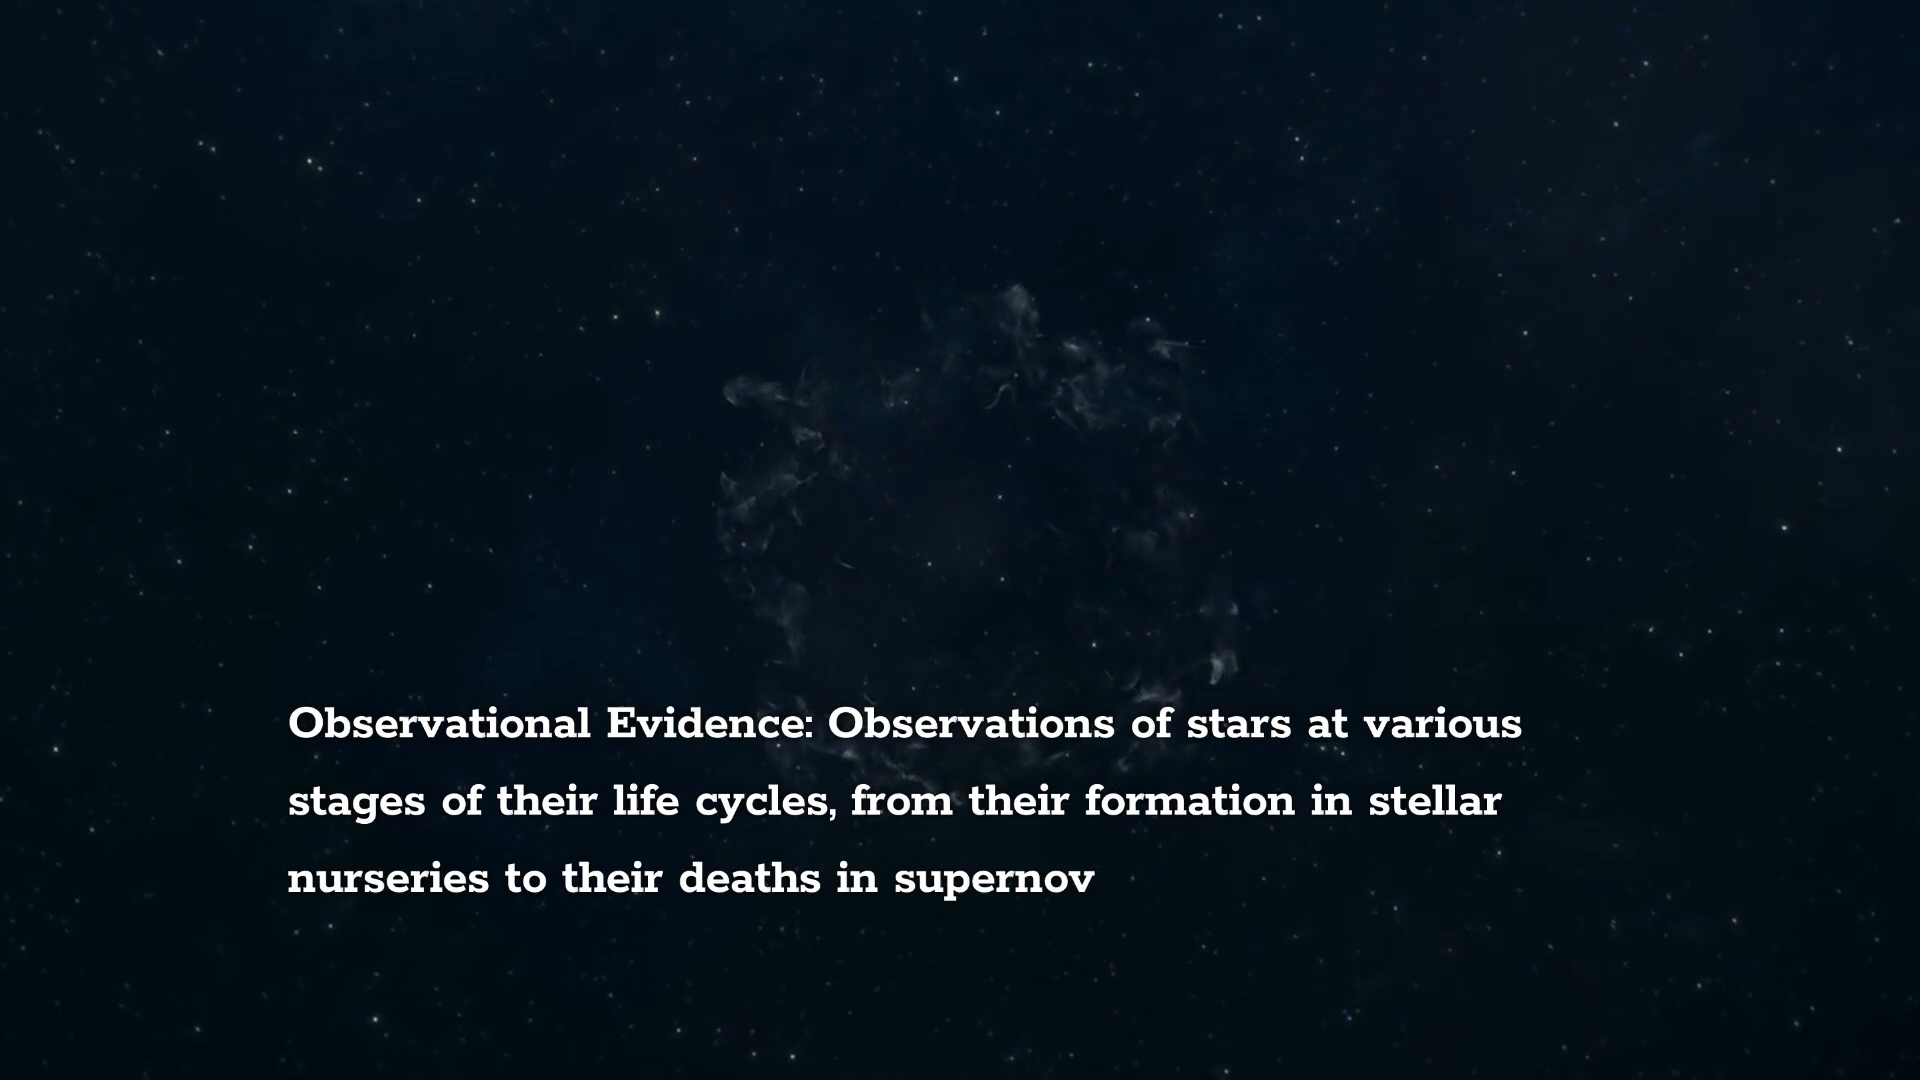 Observational Evidence: Observations of stars at various
stages of their life cycles, from their formation in stellar
nurseries to their deaths in supernov